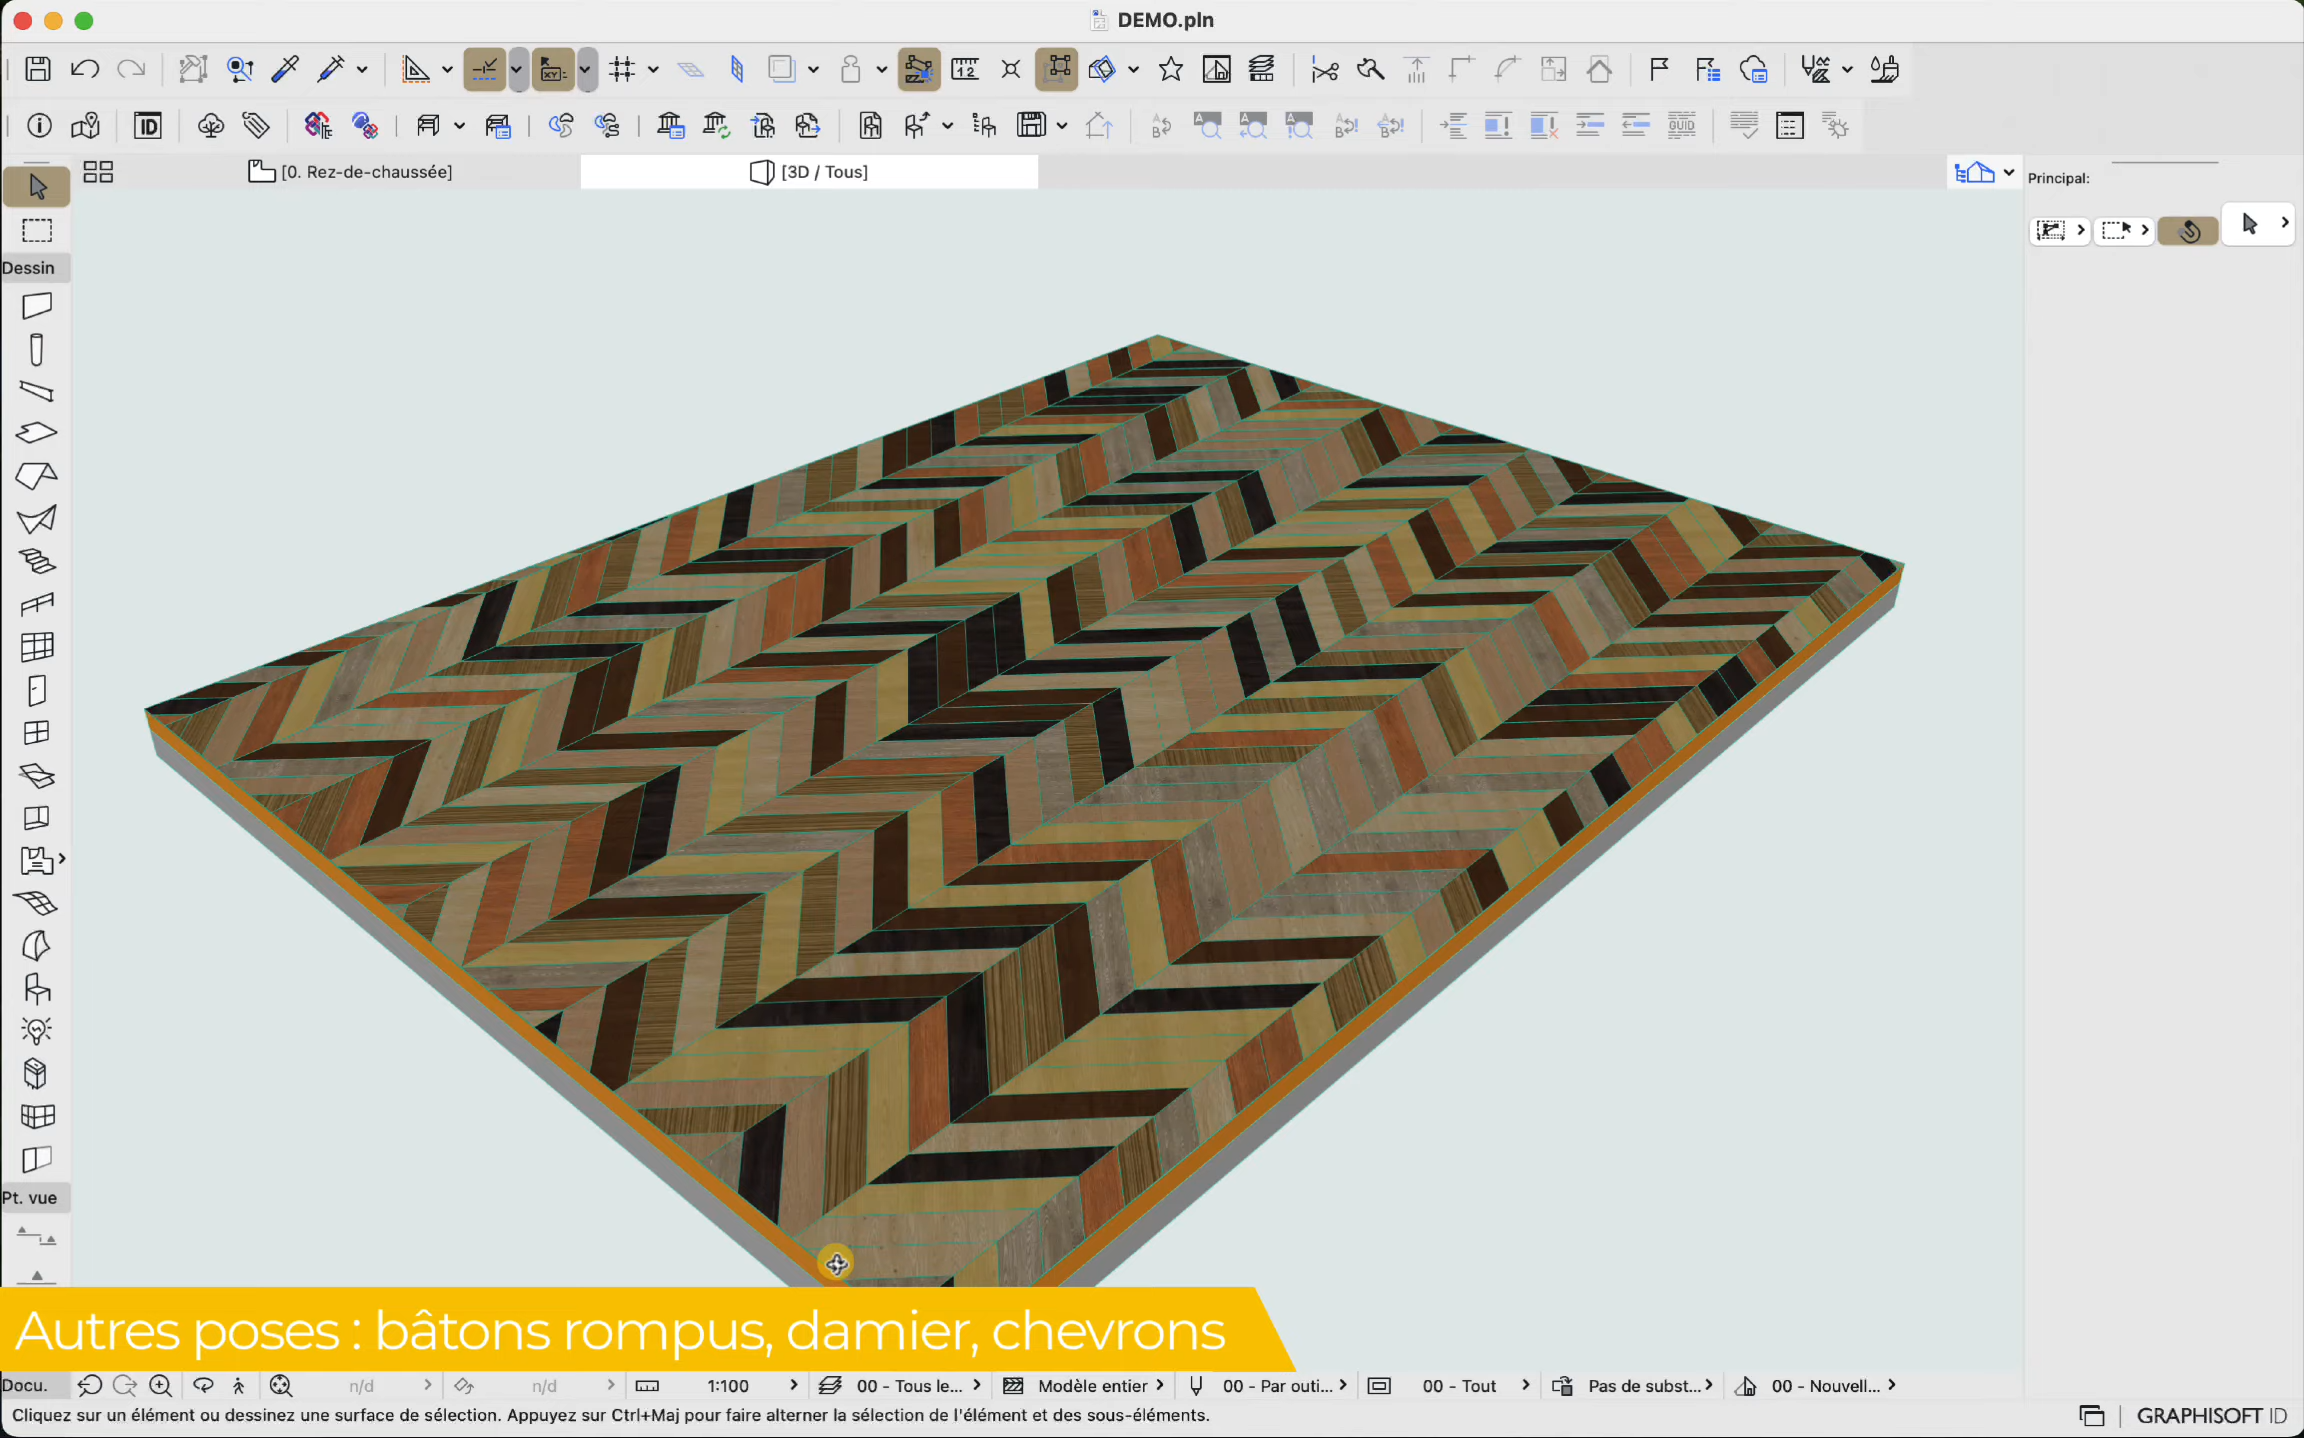 DEMO.pln
[0. Rez-de-chaussée]
[3D / Tous]
Principal:
Dessin
Pt. vue
Autres poses : bâtons rompus, damier, chevrons
Docu.
n/d
n/d
1:100
00 - Tous le...
Modèle entier
00 - Par outi...
00 - Tout
Pas de subst...
00 - Nouvell...
Cliquez sur un élément ou dessinez une surface de sélection. Appuyez sur Ctrl+Maj pour faire alterner la sélection de l'élément et des sous-éléments.
GRAPHISOFT ID